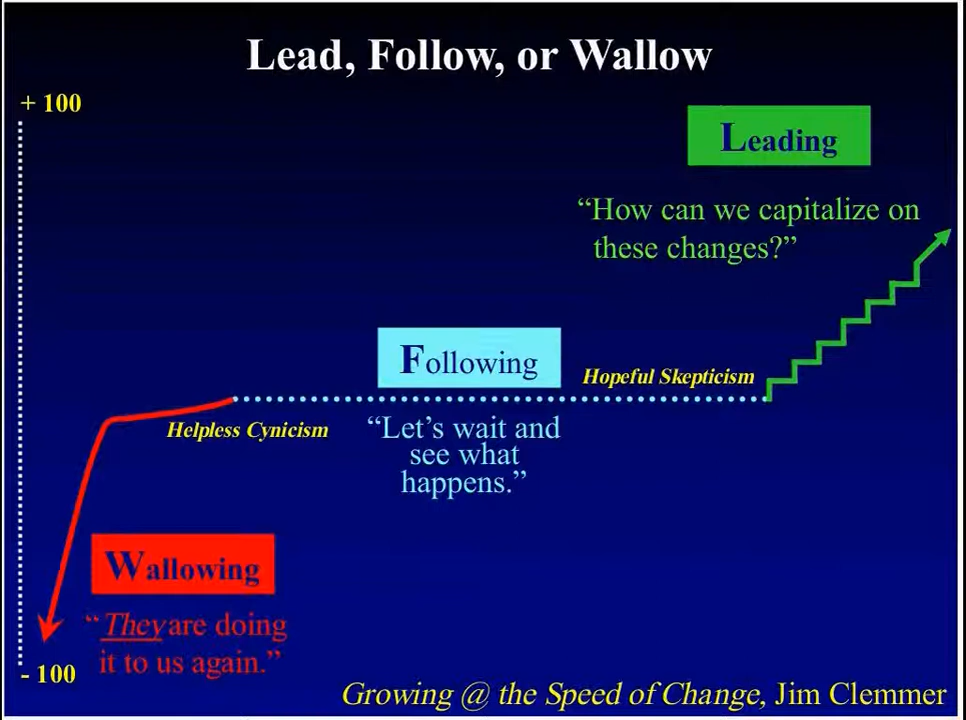 Lead, Follow, or Wallow
+ 100
Leading
“How can we capitalize on
these changes?”
Following
Hopeful Skepticism
Helpless Cynicism
“Let’s wait and
see what
happens.”
Wallowing
“They are doing
it to us again.”
- 100
Growing @ the Speed of Change, Jim Clemmer